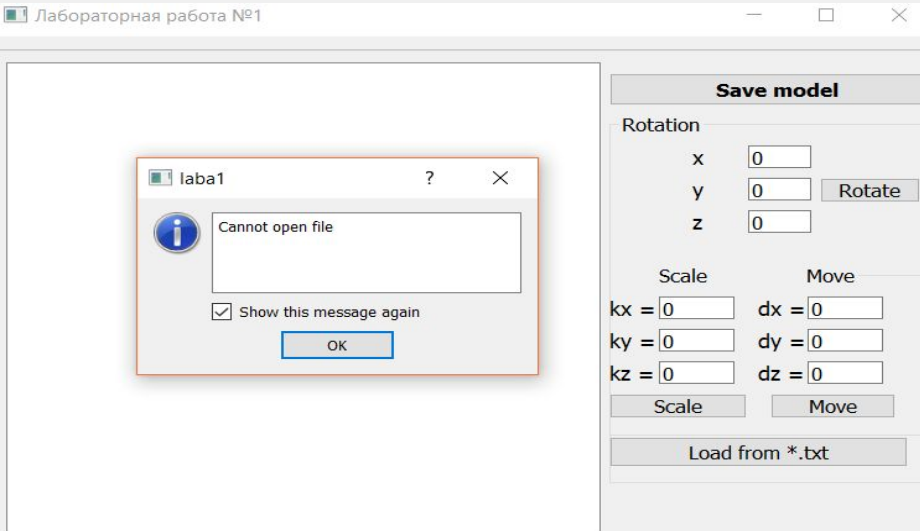 Лабораторная работа №1
Save model
Rotation
x 0
y 0 Rotate
z 0
laba1 ?
Cannot open file
Show this message again
OK
Scale Move
kx = 0 dx = 0
ky = 0 dy = 0
kz = 0 dz = 0
Scale Move
Load from *.txt